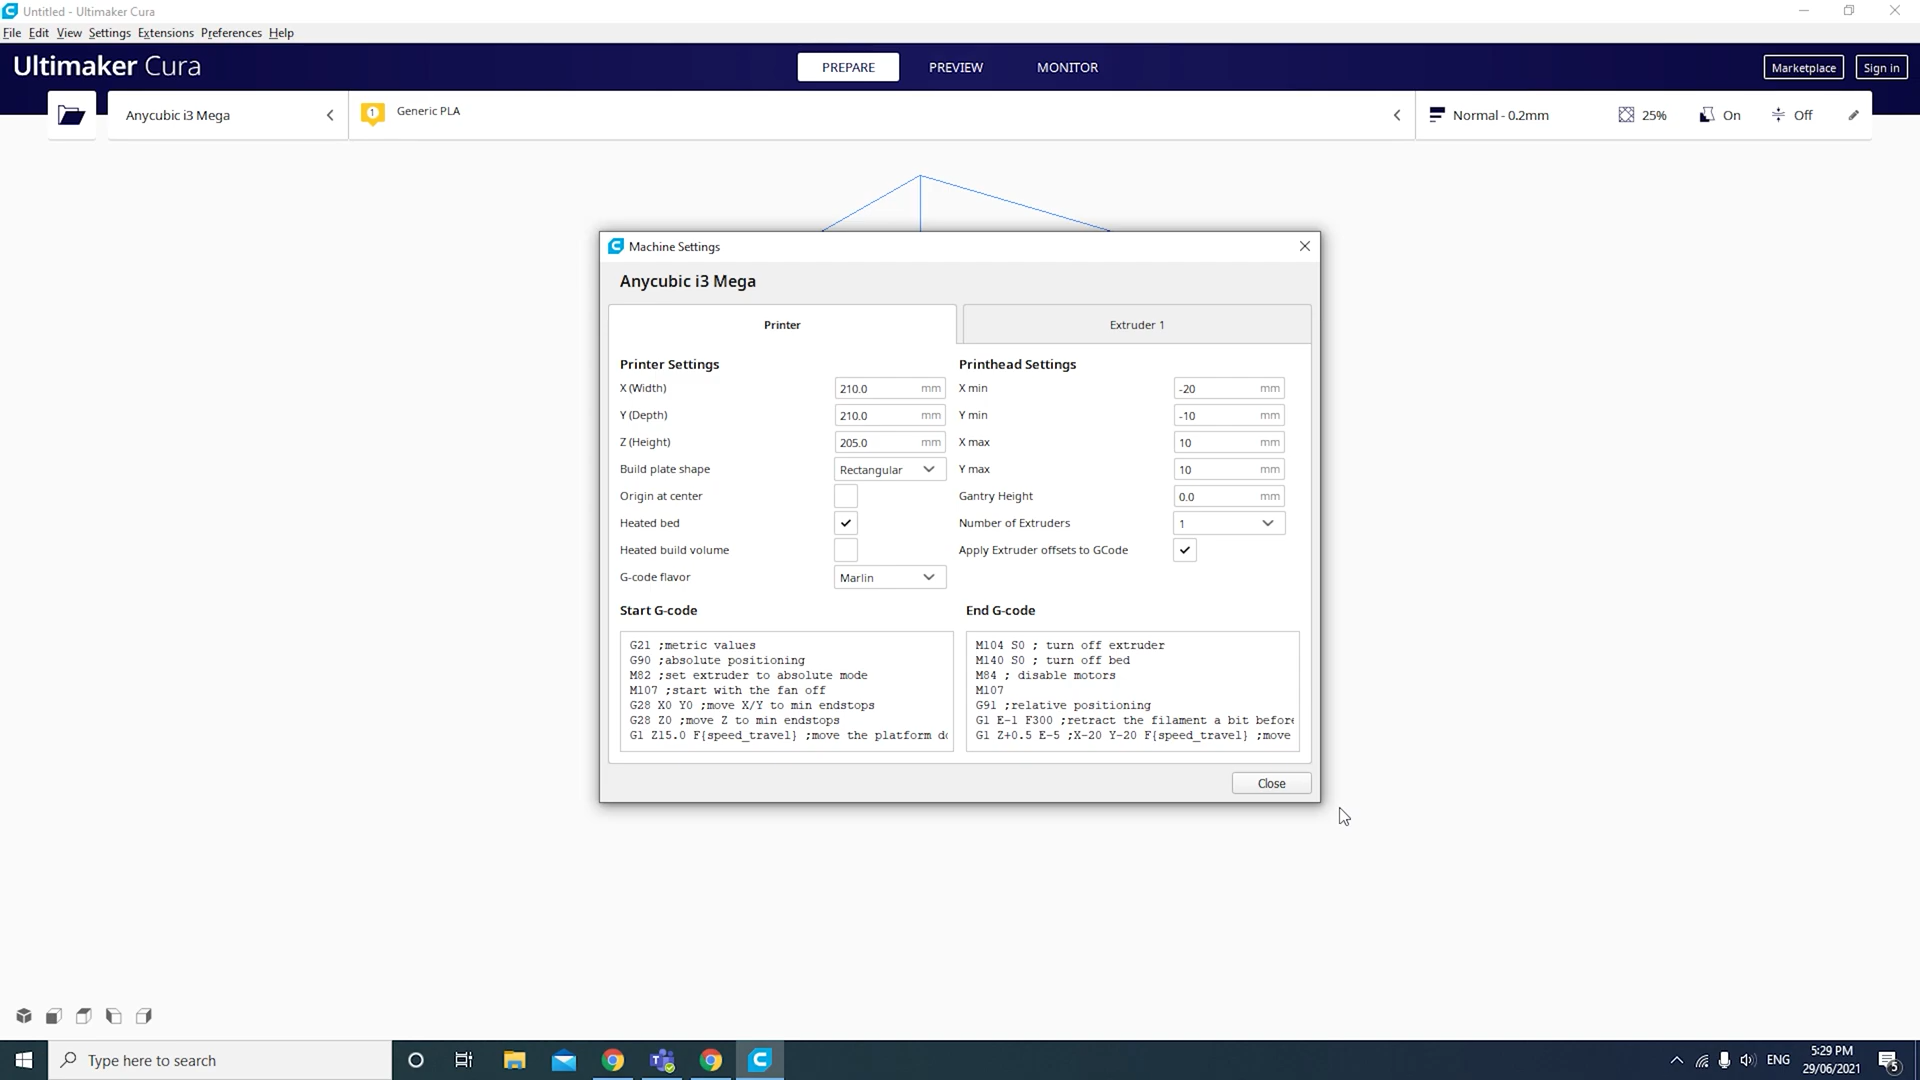 Untitled - Ultimaker Cura
File Edit View Settings Extensions Preferences Help
Ultimaker Cura
PREPARE PREVIEW MONITOR
Marketplace Sign in
Anycubic i3 Mega
1 Generic PLA
Normal - 0.2mm 25% On Off
Machine Settings
Anycubic i3 Mega
Printer Extruder 1
Printer Settings Printhead Settings
X (Width) 210.0 mm X min -20 mm
Y (Depth) 210.0 mm Y min -10 mm
Z (Height) 205.0 mm X max 10 mm
Build plate shape Rectangular Y max 10 mm
Origin at center Gantry Height 0.0 mm
Heated bed Number of Extruders 1
Heated build volume Apply Extruder offsets to GCode
G-code flavor Marlin
Start G-code
G21 ;metric values
G90 ;absolute positioning
M82 ;set extruder to absolute mode
M107 ;start with the fan off
G28 X0 Y0 ;move X/Y to min endstops
G28 Z0 ;move Z to min endstops
G1 Z15.0 F{speed_travel} ;move the platform do
End G-code
M104 S0 ; turn off extruder
M140 S0 ; turn off bed
M84 ; disable motors
M107
G91 ;relative positioning
G1 E-1 F300 ;retract the filament a bit before
G1 Z+0.5 E-5 ;X-20 Y-20 F{speed_travel} ;move
Close
Type here to search
ENG
5:29 PM
29/06/2021
5